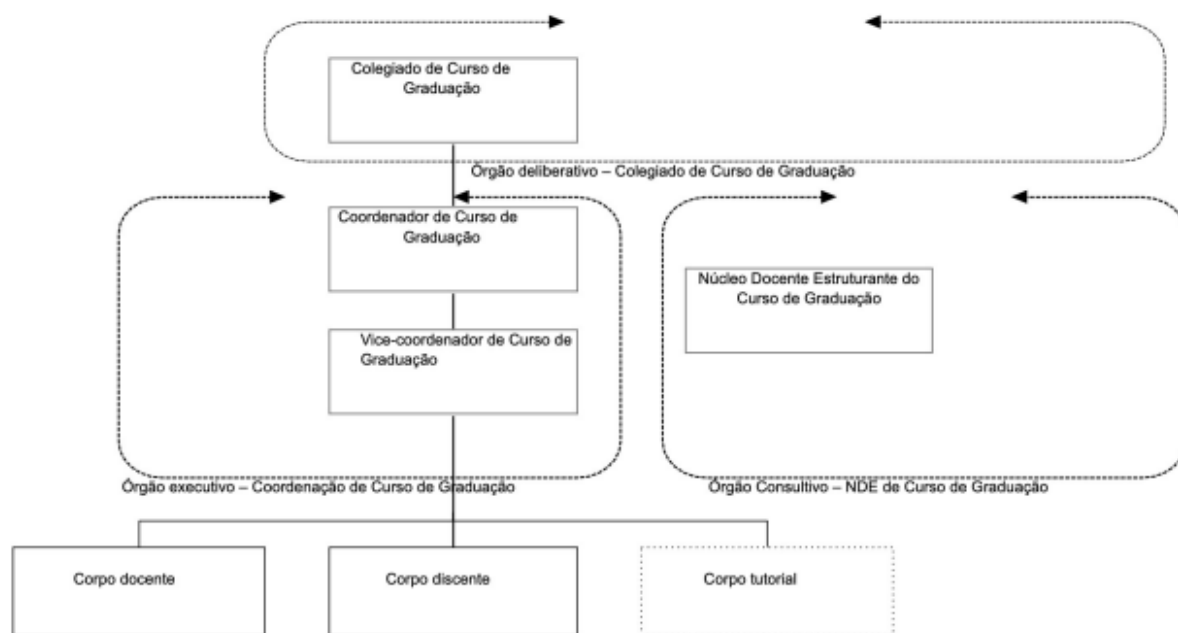 Colegiado de Curso de
Graduação
Órgão deliberativo – Colegiado de Curso de Graduação
Coordenador de Curso de
Graduação
Núcleo Docente Estruturante do
Curso de Graduação
Vice-coordenador de Curso de
Graduação
Órgão executivo – Coordenação de Curso de Graduação
Órgão Consultivo – NDE de Curso de Graduação
Corpo docente
Corpo discente
Corpo tutorial